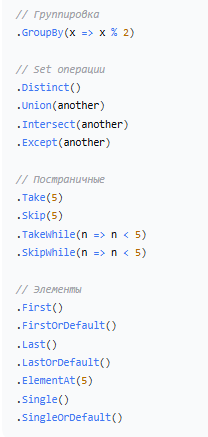 // Группировка
.GroupBy(x => x % 2)
// Set операции
.Distinct()
.Union(another)
.Intersect(another)
.Except(another)
// Постраничные
.Take(5)
.Skip(5)
.TakeWhile(n => n < 5)
.SkipWhile(n => n < 5)
// Элементы
.First()
.FirstOrDefault()
.Last()
.LastOrDefault()
.ElementAt(5)
.Single()
.SingleOrDefault()